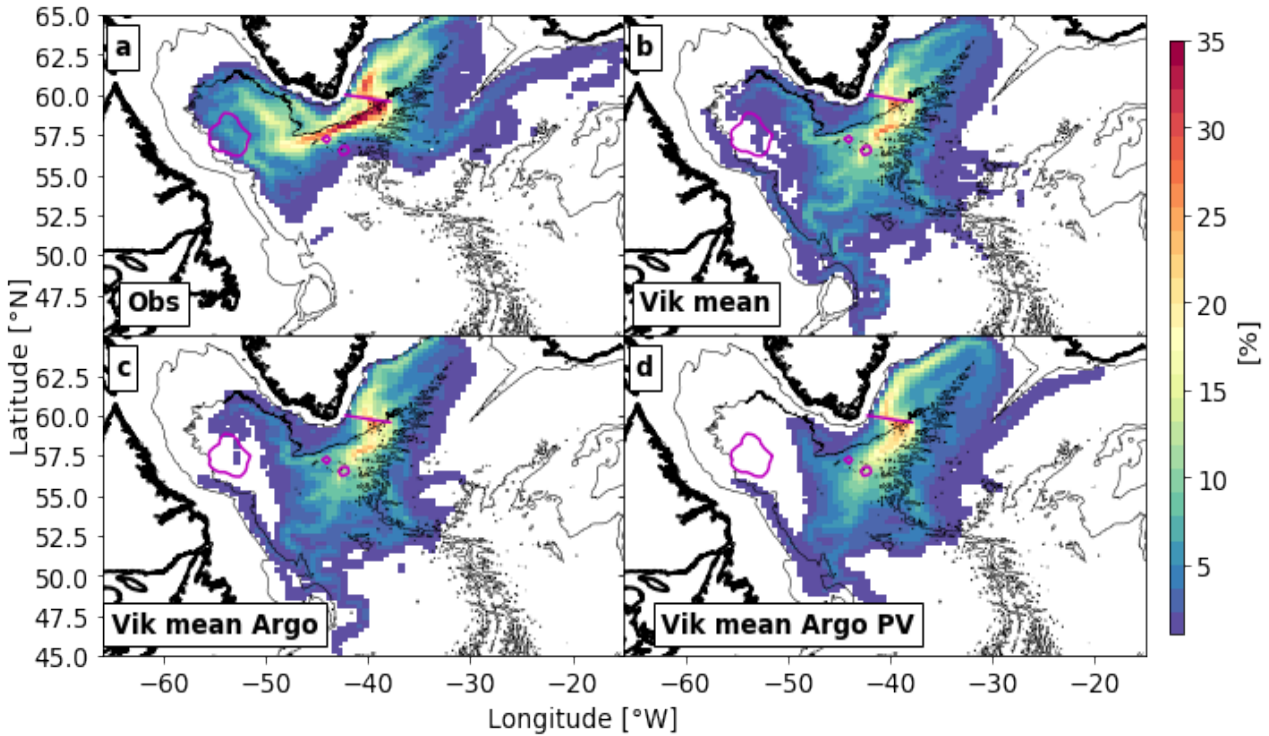 65.0
62.5
60.0
57.5
55.0
52.5
50.0
47.5
a
Obs
b
Vik mean
62.5
60.0
57.5
55.0
52.5
50.0
47.5
45.0
c
Vik mean Argo
d
Vik mean Argo PV
−60 −50 −40 −30 −20
−60 −50 −40 −30 −20
Latitude [°N]
Longitude [°W]
35
30
25
20
15
10
5
[%]